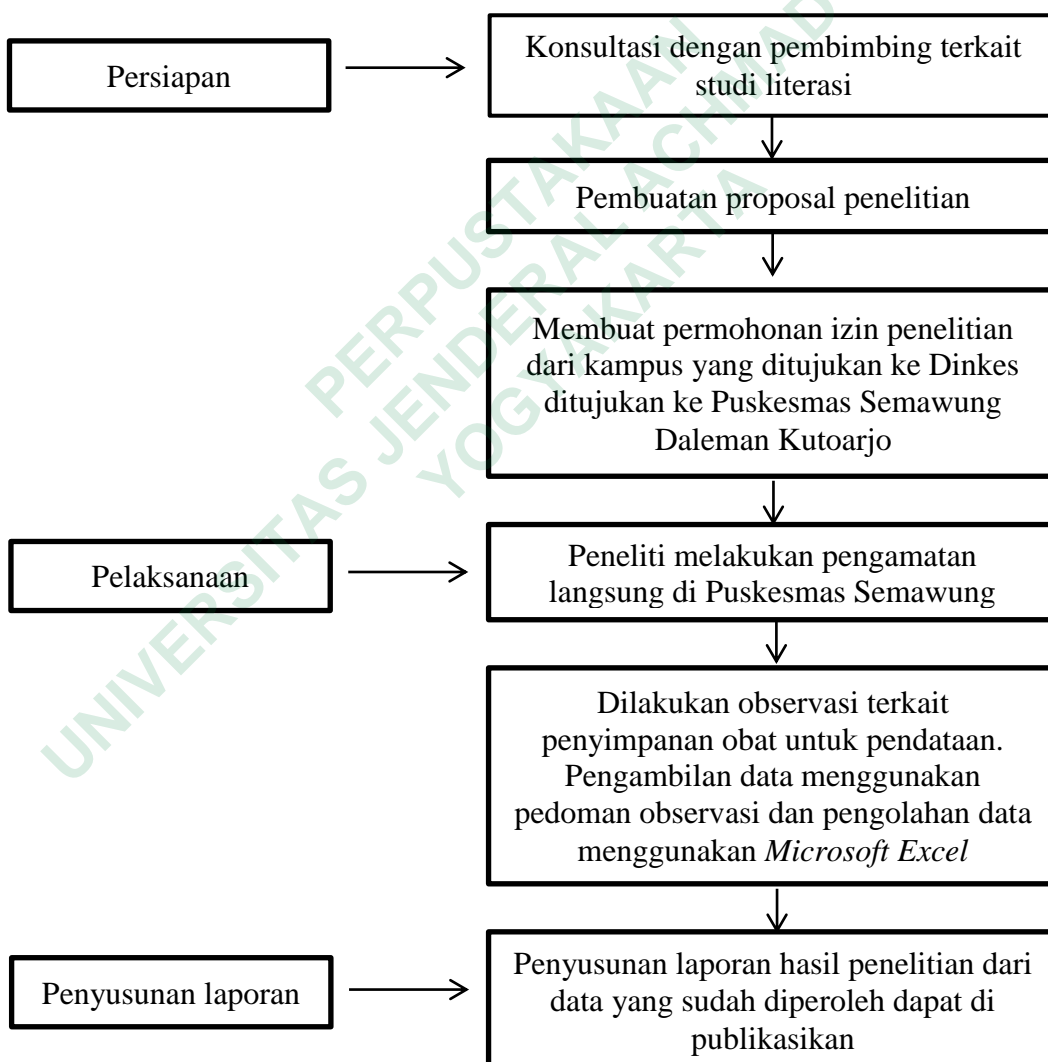 Persiapan
Konsultasi dengan pembimbing terkait
studi literasi
Pembuatan proposal penelitian
Membuat permohonan izin penelitian
dari kampus yang ditujukan ke Dinkes
ditujukan ke Puskesmas Semawung
Daleman Kutoarjo
Pelaksanaan
Peneliti melakukan pengamatan
langsung di Puskesmas Semawung
Dilakukan observasi terkait
penyimpanan obat untuk pendataan.
Pengambilan data menggunakan
pedoman observasi dan pengolahan data
menggunakan Microsoft Excel
Penyusunan laporan
Penyusunan laporan hasil penelitian dari
data yang sudah diperoleh dapat di
publikasikan
PERPUSTAKAAN
UNIVERSITAS JENDERAL ACHMAD
YOGYAKARTA